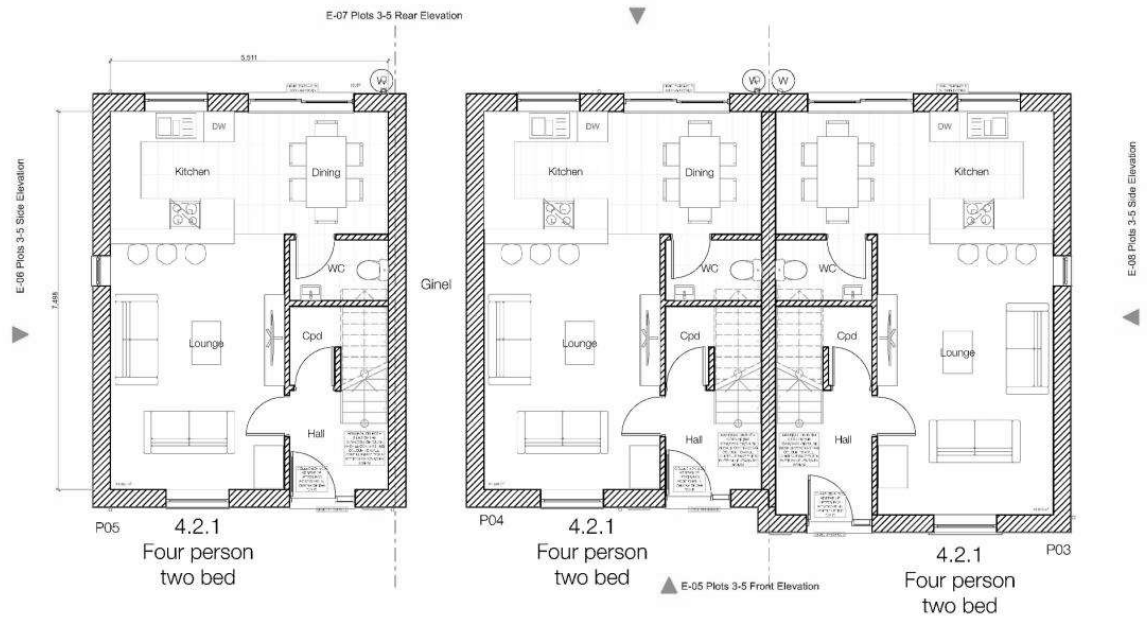 E-07 Plots 3-5 Rear Elevation
5,911
W
W
W
DW
DW
DW
Kitchen
Dining
Kitchen
Dining
Kitchen
E-06 Plots 3-5 Side Elevation
E-08 Plots 3-5 Side Elevation
7,498
WC
WC
WC
Ginel
Lounge
Cpd
Lounge
Cpd
Cpd
Lounge
Hall
Hall
Hall
P05
4.2.1
Four person
two bed
P04
4.2.1
Four person
two bed
P03
4.2.1
Four person
two bed
E-05 Plots 3-5 Front Elevation